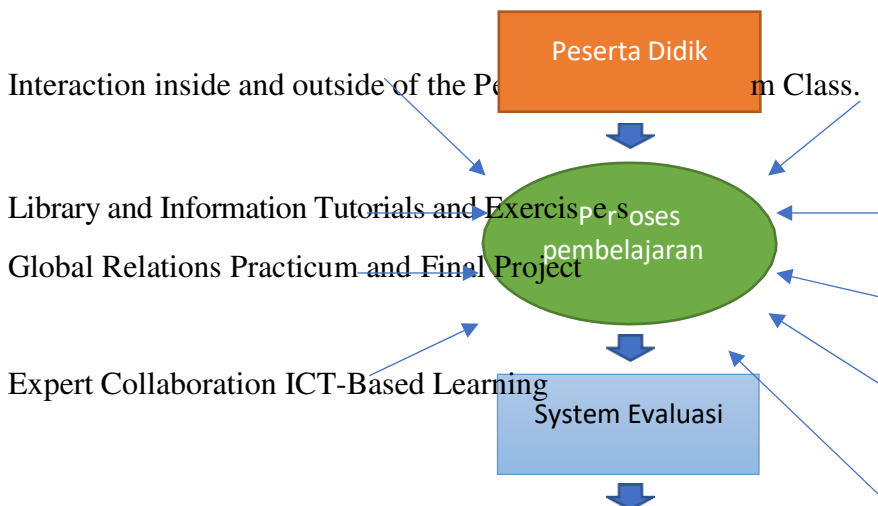 Peserta Didik
Interaction inside and outside of the Pe m Class.
Library and Information Tutorials and Exercises
Proses
Global Relations Practicum and Final Project
pembelajaran
Expert Collaboration ICT-Based Learning
System Evaluasi